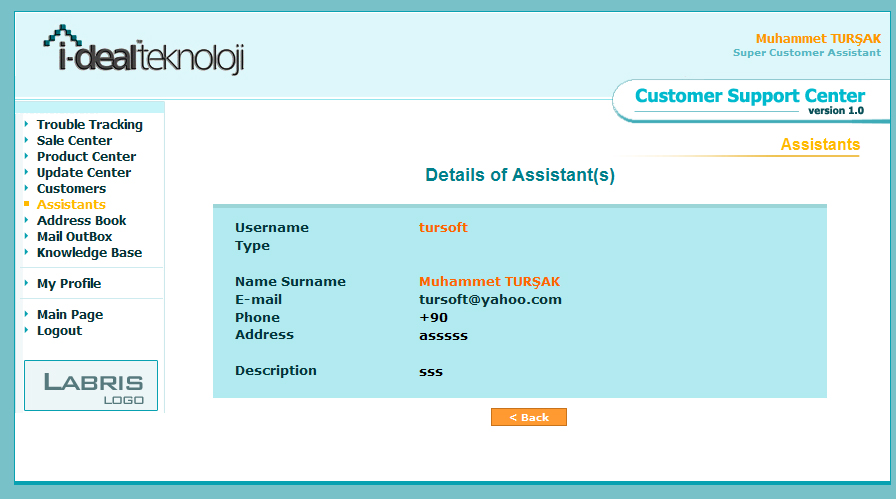 i-dealteknoloji
Muhammet TURŞAK
Super Customer Assistant
Customer Support Center
version 1.0
Trouble Tracking
Sale Center
Product Center
Update Center
Customers
Assistants
Address Book
Mail OutBox
Knowledge Base
My Profile
Main Page
Logout
LABRIS
LOGO
Assistants
Details of Assistant(s)
Username tursoft
Type
Name Surname Muhammet TURŞAK
E-mail tursoft@yahoo.com
Phone +90
Address asssss
Description sss
< Back